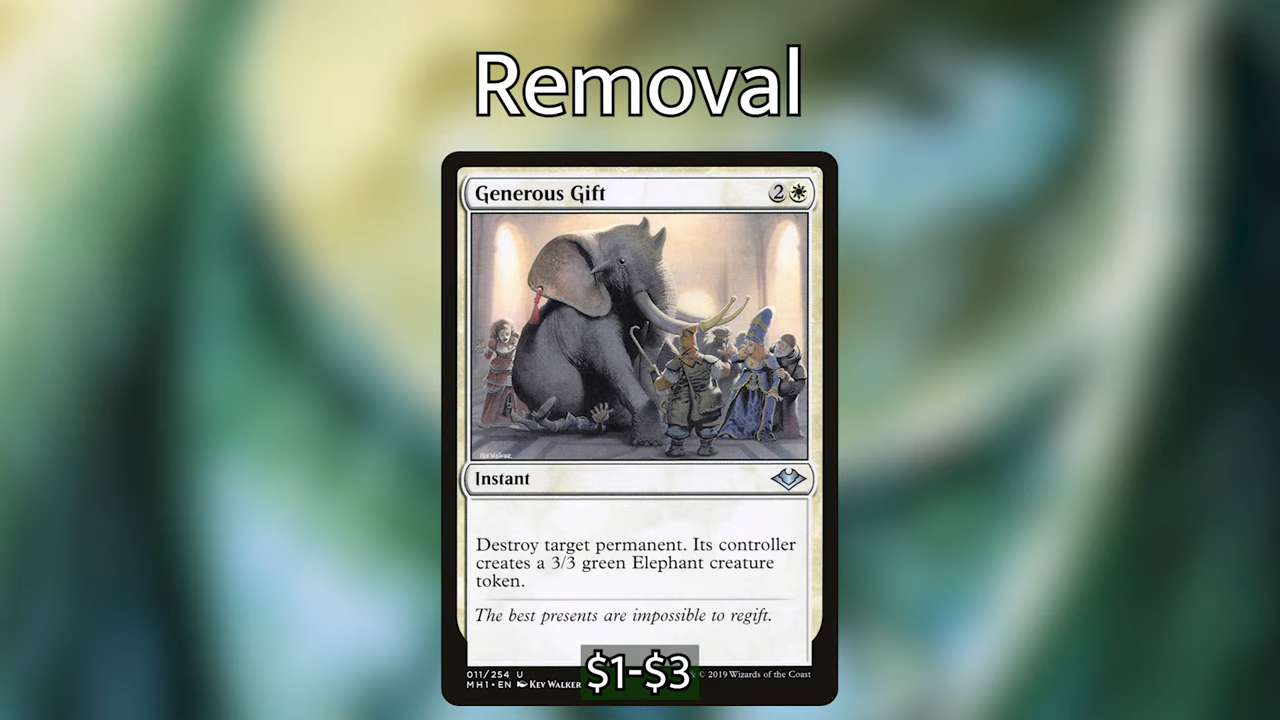 Removal
Generous Gift 2
Instant
Destroy target permanent. Its controller
creates a 3/3 green Elephant creature
token.
The best presents are impossible to regift.
$1-$3
011/254 U
MH1 • EN Kev Walker
& © 2019 Wizards of the Coast